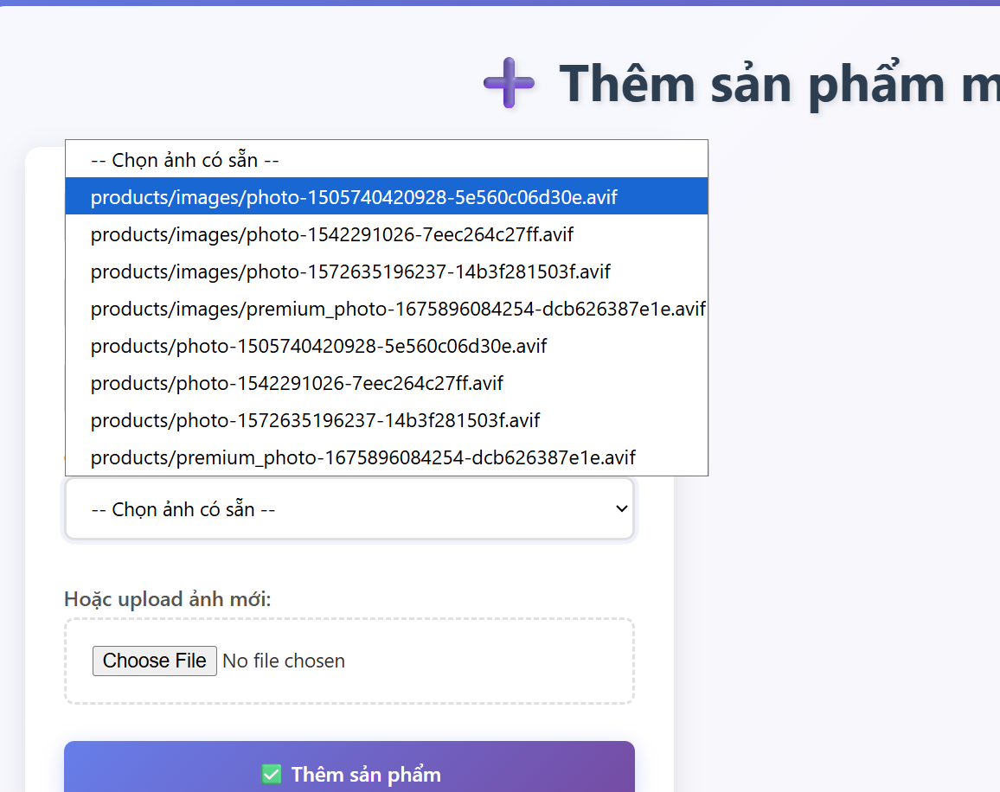 Thêm sản phẩm m
-- Chọn ảnh có sẵn --
products/images/photo-1505740420928-5e560c06d30e.avif
products/images/photo-1542291026-7eec264c27ff.avif
products/images/photo-1572635196237-14b3f281503f.avif
products/images/premium_photo-1675896084254-dcb626387e1e.avif
products/photo-1505740420928-5e560c06d30e.avif
products/photo-1542291026-7eec264c27ff.avif
products/photo-1572635196237-14b3f281503f.avif
products/premium_photo-1675896084254-dcb626387e1e.avif
-- Chọn ảnh có sẵn --
Hoặc upload ảnh mới:
Choose File No file chosen
Thêm sản phẩm